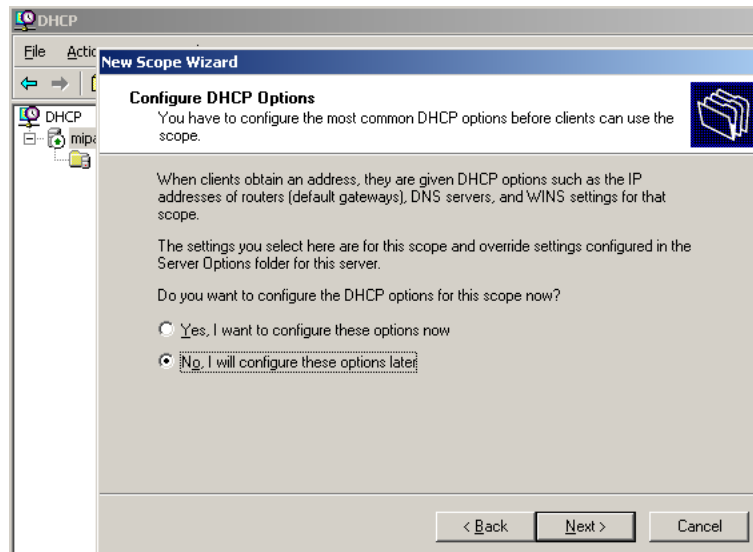 DHCP
File Actio
New Scope Wizard
Configure DHCP Options
You have to configure the most common DHCP options before clients can use the
scope.
DHCP
mipa
When clients obtain an address, they are given DHCP options such as the IP
addresses of routers (default gateways), DNS servers, and WINS settings for that
scope.
The settings you select here are for this scope and override settings configured in the
Server Options folder for this server.
Do you want to configure the DHCP options for this scope now?
Yes, I want to configure these options now
No, I will configure these options later
< Back Next > Cancel